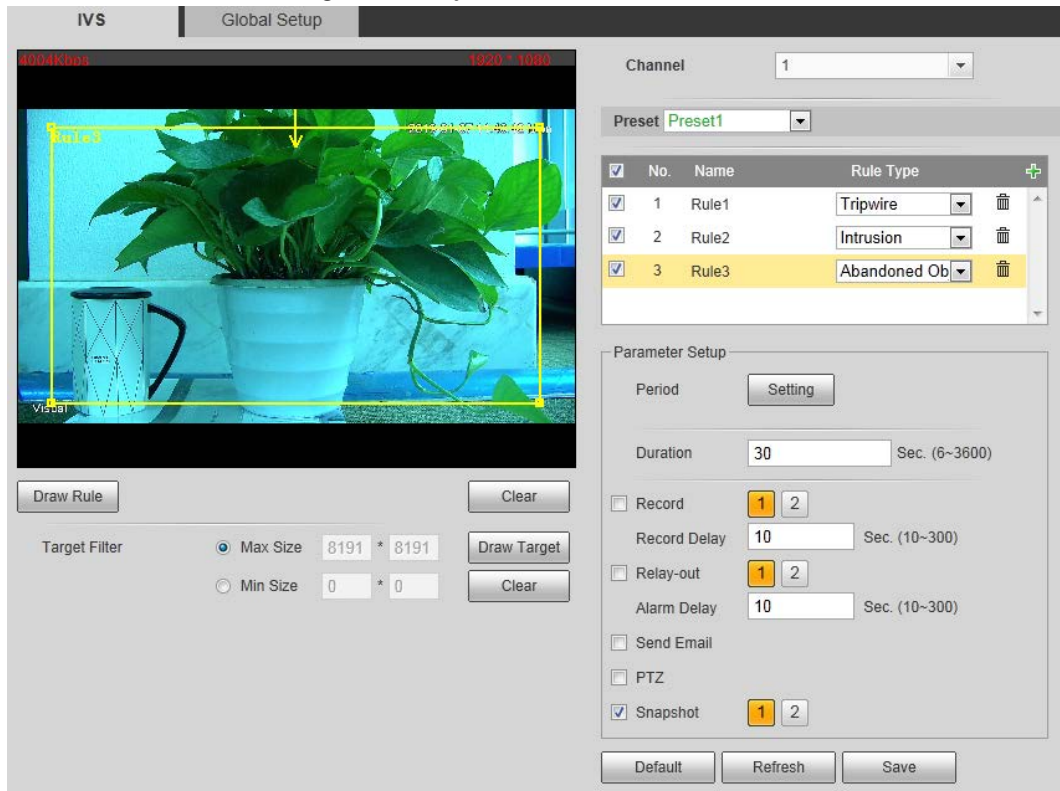 IVS Global Setup
4004Kbps 1920 * 1080
Rule3
Visual
Draw Rule Clear
Target Filter Max Size 8191 * 8191 Draw Target
Min Size 0 * 0 Clear
Channel 1
Preset Preset1
No. Name Rule Type
1 Rule1 Tripwire
2 Rule2 Intrusion
3 Rule3 Abandoned Ob
Parameter Setup
Period Setting
Duration 30 Sec. (6~3600)
Record 1 2
Record Delay 10 Sec. (10~300)
Relay-out 1 2
Alarm Delay 10 Sec. (10~300)
Send Email
PTZ
Snapshot 1 2
Default Refresh Save